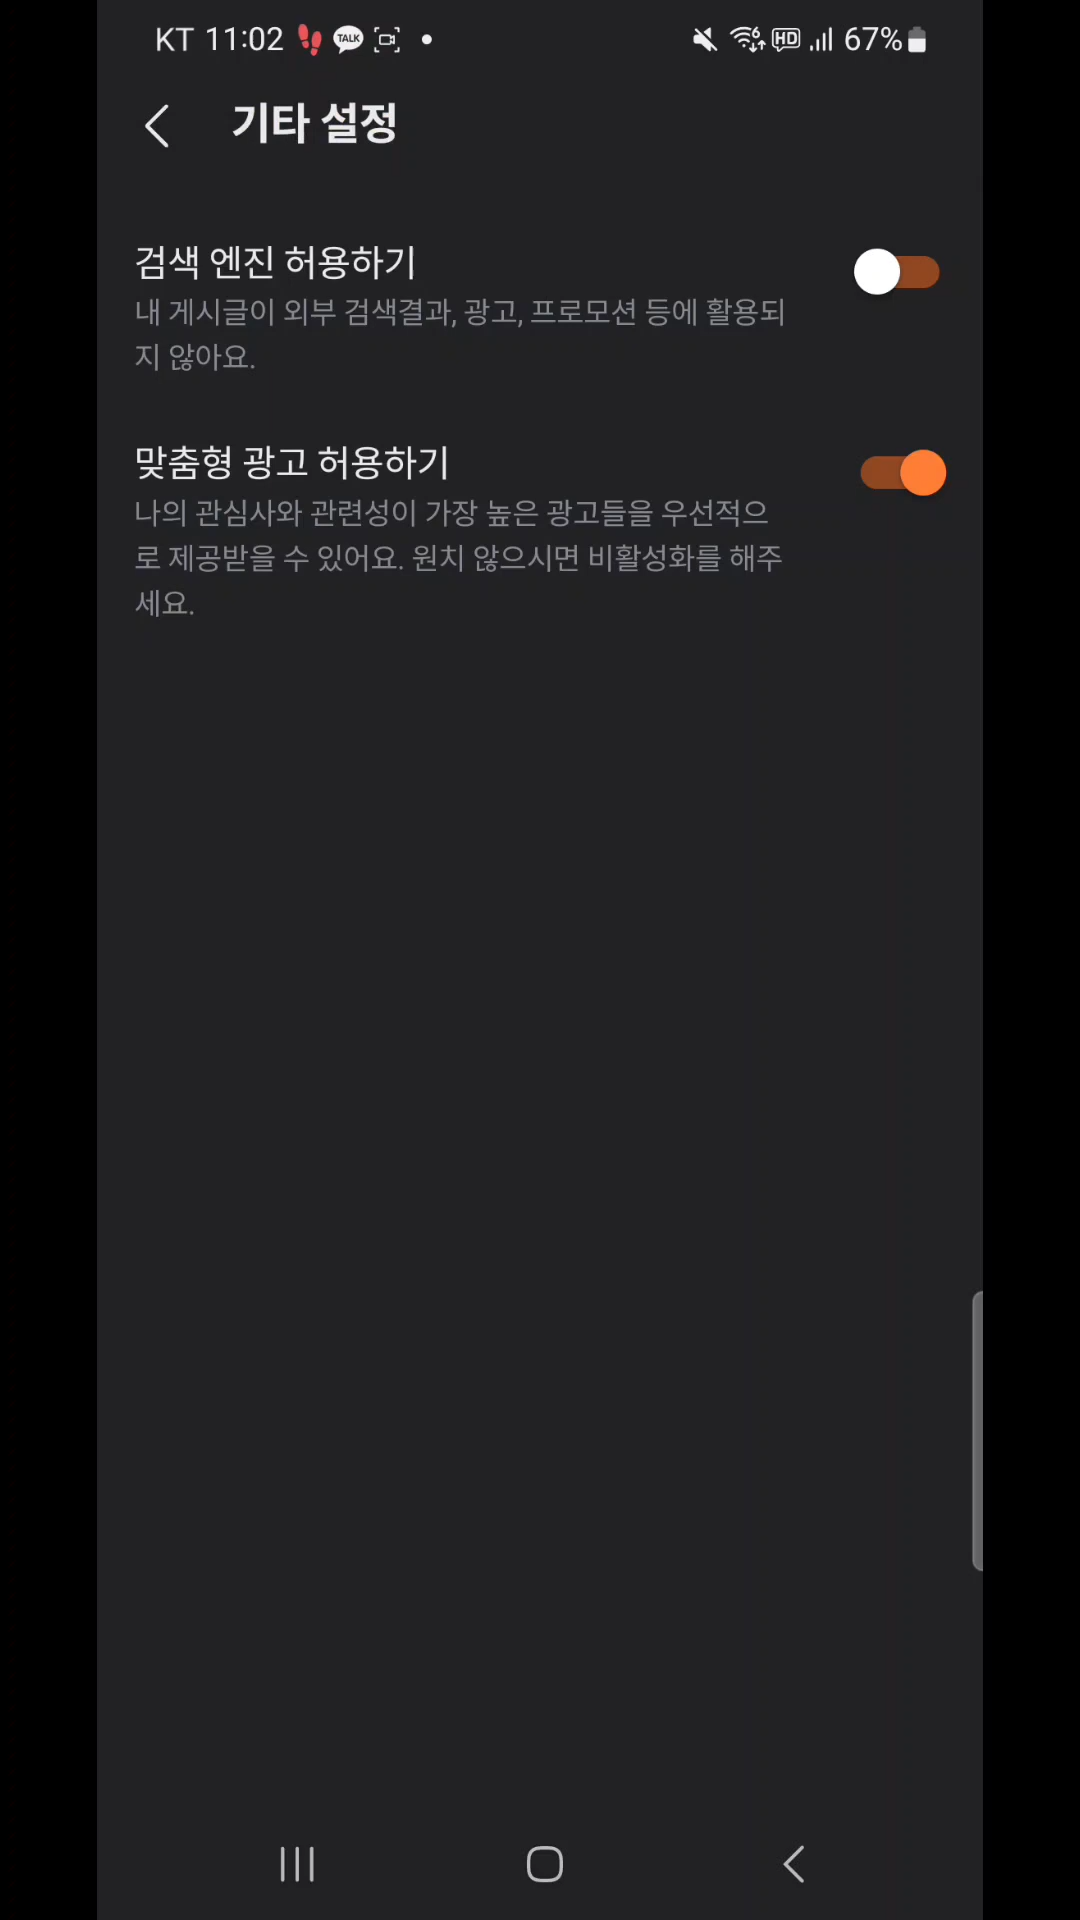 KT 11:02 TALK HD 67%
기타 설정
검색 엔진 허용하기
내 게시글이 외부 검색결과, 광고, 프로모션 등에 활용되
지 않아요.
맞춤형 광고 허용하기
나의 관심사와 관련성이 가장 높은 광고들을 우선적으
로 제공받을 수 있어요. 원치 않으시면 비활성화를 해주
세요.